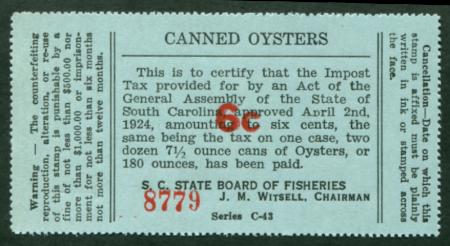 Warning — The counterfeiting
reproduction, alteration, or re-use
of this stamp is punishable by a
fine of not less than $500.00 nor
more than $1,000.00 or imprison-
ment for not less than six months
nor more than twelve months.
CANNED OYSTERS
This is to certify that the Impost
Tax provided for by an Act of the
General Assembly of the State of
South Carolina approved April 2nd,
1924, amounting to six cents, the
same being the tax on one case, two
dozen 7½ ounce cans of Oysters, or
180 ounces, has been paid.
6c
S. C. STATE BOARD OF FISHERIES
8779 J. M. WITSELL, CHAIRMAN
Series C-43
Cancellation—Date on which this
stamp is affixed must be plainly
written in ink or stamped across
the face.